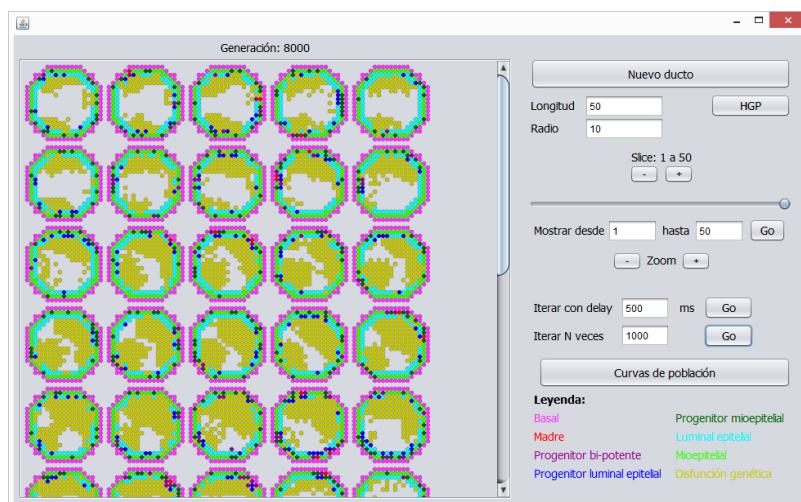 Generación: 8000
Nuevo ducto
Longitud 50 HGP
Radio 10
Slice: 1 a 50
- +
Mostrar desde 1 hasta 50 Go
- Zoom +
Iterar con delay 500 ms Go
Iterar N veces 1000 Go
Curvas de población
Leyenda:
Basal Progenitor mioepitelial
Madre Luminal epitelial
Progenitor bi-potente Mioepitelial
Progenitor luminal epitelial Disfunción genética